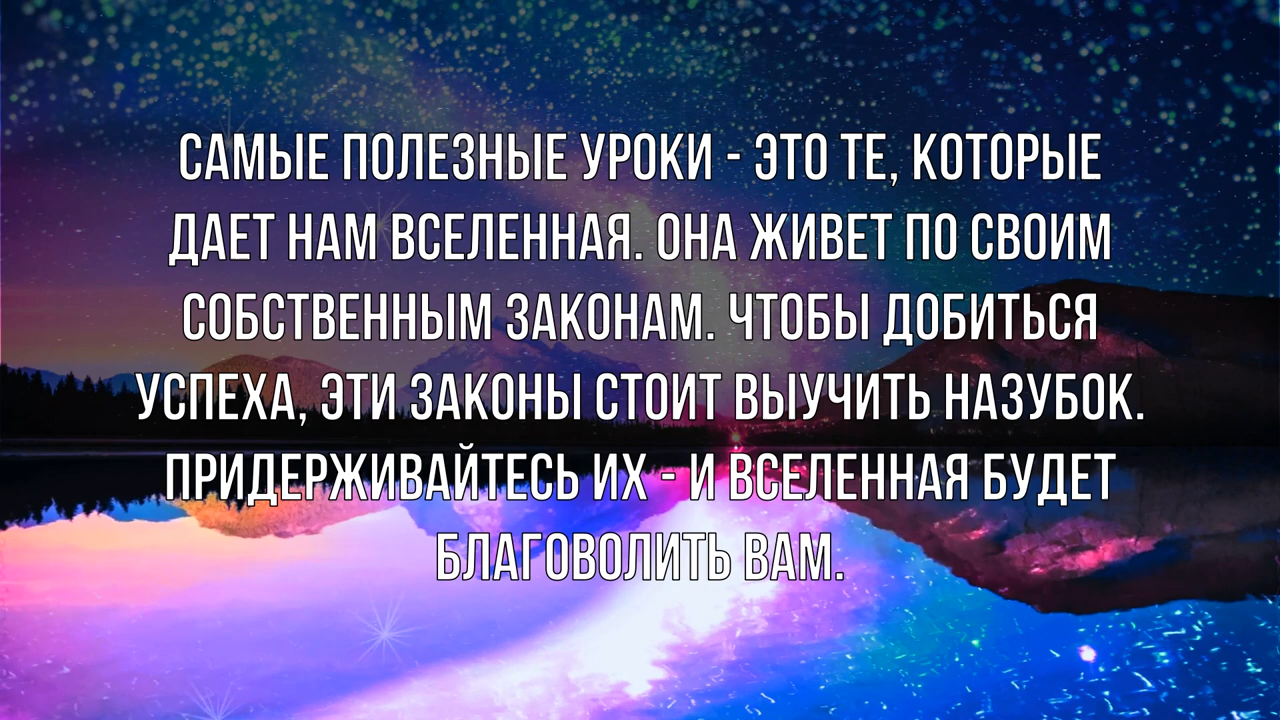 САМЫЕ ПОЛЕЗНЫЕ УРОКИ - ЭТО ТЕ, КОТОРЫЕ
ДАЕТ НАМ ВСЕЛЕННАЯ. ОНА ЖИВЕТ ПО СВОИМ
СОБСТВЕННЫМ ЗАКОНАМ. ЧТОБЫ ДОБИТЬСЯ
УСПЕХА, ЭТИ ЗАКОНЫ СТОИТ ВЫУЧИТЬ НАЗУБОК.
ПРИДЕРЖИВАЙТЕСЬ ИХ - И ВСЕЛЕННАЯ БУДЕТ
БЛАГОВОЛИТЬ ВАМ.